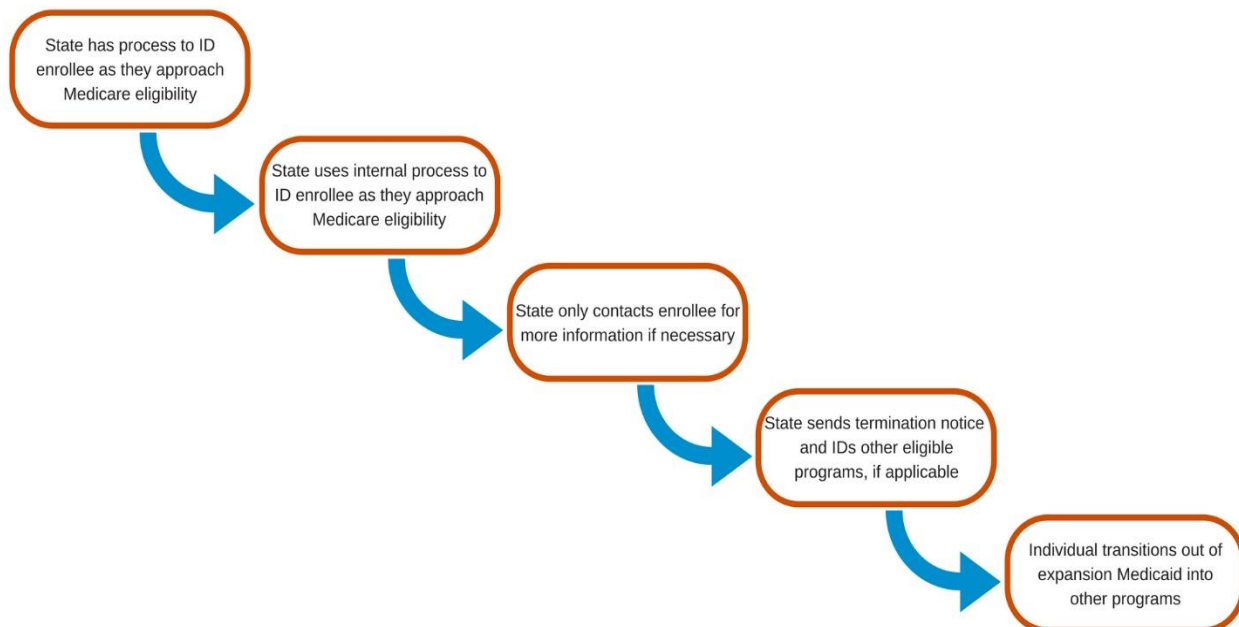 State has process to ID
enrollee as they approach
Medicare eligibility
State uses internal process to
ID enrollee as they approach
Medicare eligibility
State only contacts enrollee for
more information if necessary
State sends termination notice
and IDs other eligible
programs, if applicable
Individual transitions out of
expansion Medicaid into
other programs